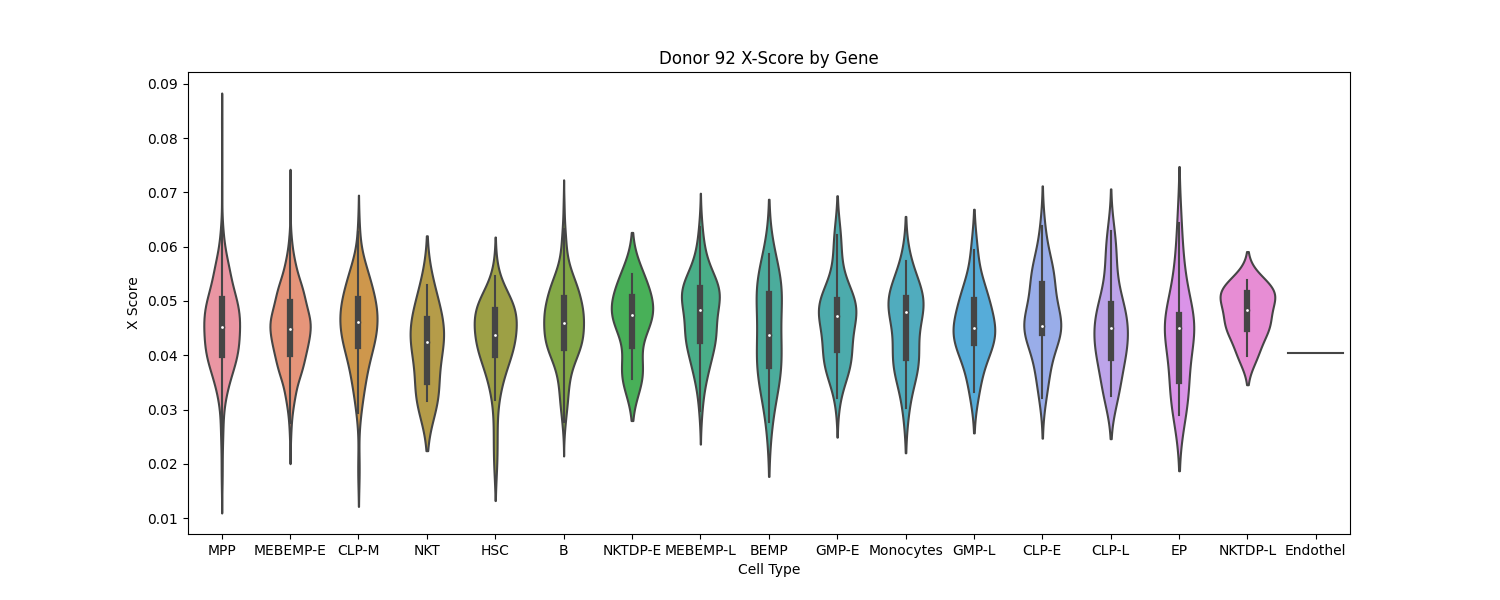 Donor 92 X-Score by Gene
X Score
0.09
0.08
0.07
0.06
0.05
0.04
0.03
0.02
0.01
MPP MEBEMP-E CLP-M NKT HSC B NKTDP-E MEBEMP-L BEMP GMP-E Monocytes GMP-L CLP-E CLP-L EP NKTDP-L Endothel
Cell Type